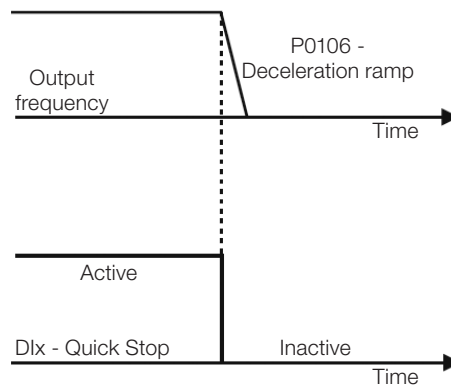 P0106 -
Deceleration ramp
Output
frequency
Time
Active
DIx - Quick Stop
Inactive
Time